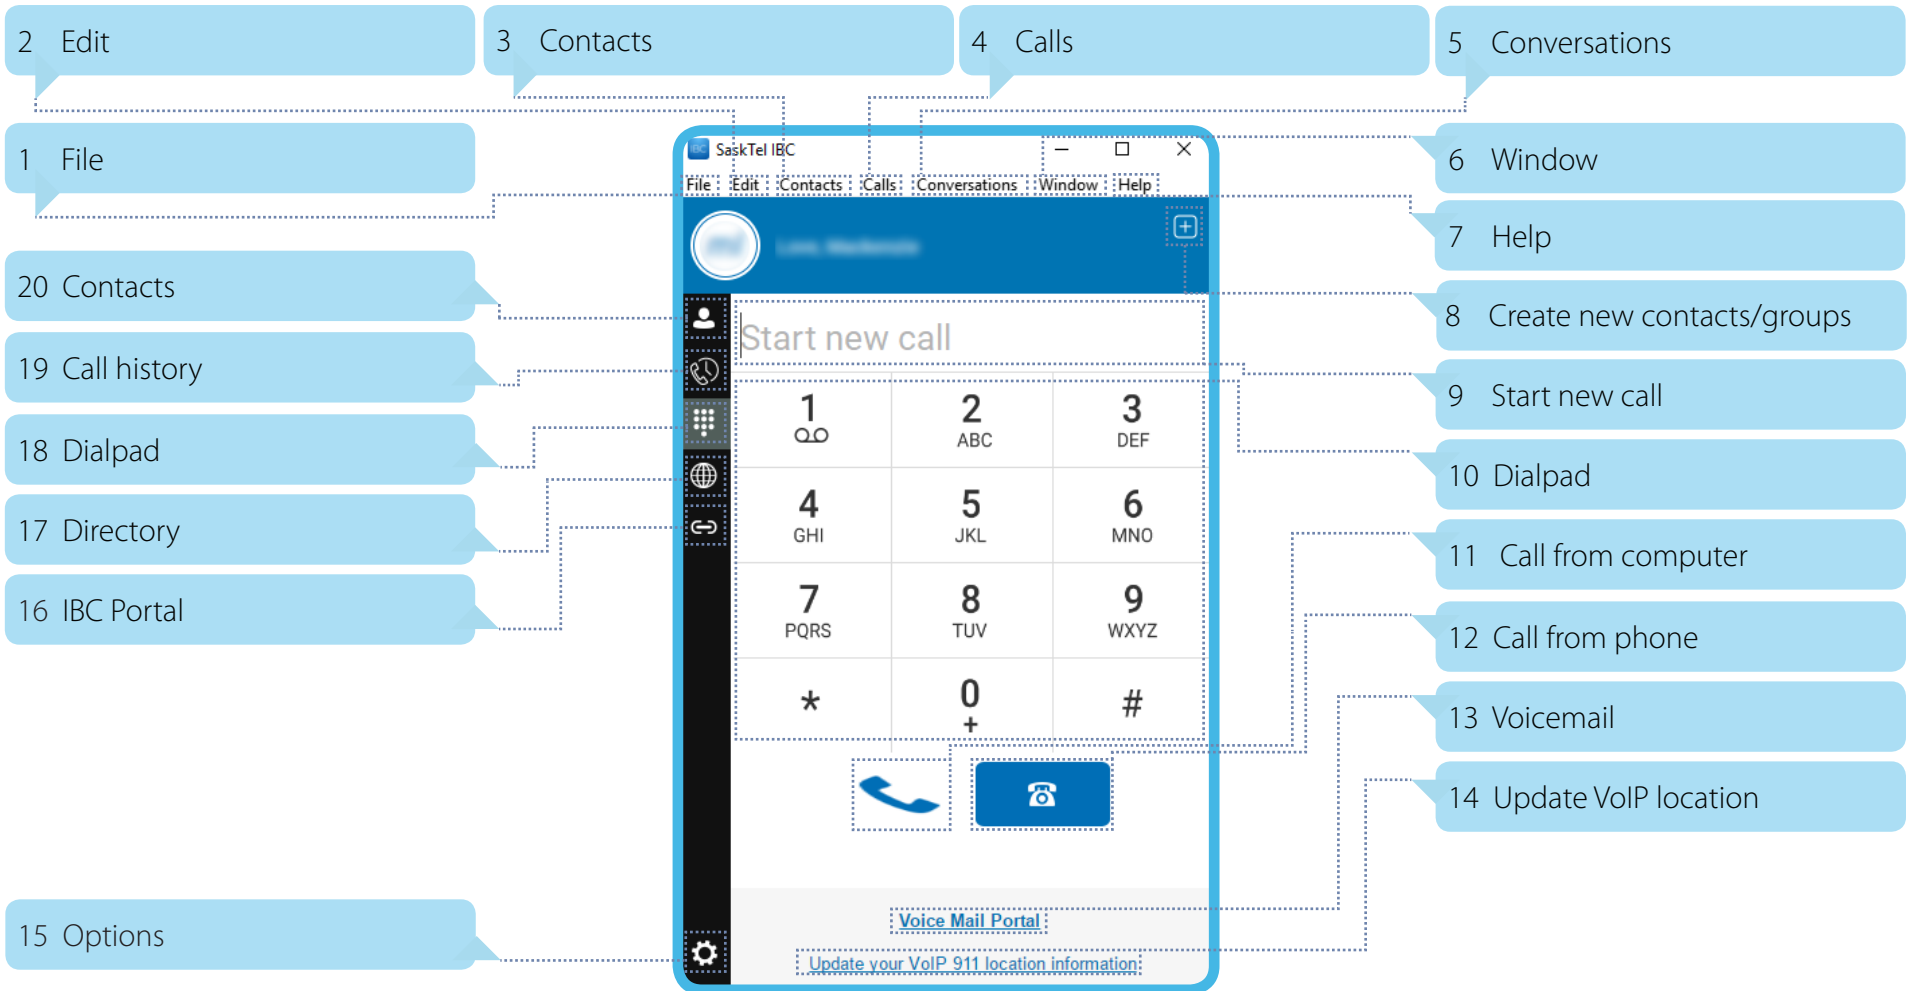 2 Edit
3 Contacts
4 Calls
5 Conversations
1 File
6 Window
7 Help
20 Contacts
8 Create new contacts/groups
19 Call history
9 Start new call
18 Dialpad
10 Dialpad
17 Directory
11 Call from computer
16 IBC Portal
12 Call from phone
13 Voicemail
14 Update VoIP location
15 Options
IBC SaskTel IBC
File Edit Contacts Calls Conversations Window Help
Start new call
1 2 3
ABC DEF
4 5 6
GHI JKL MNO
7 8 9
PQRS TUV WXYZ
* 0 #
+
Voice Mail Portal
Update your VoIP 911 location information